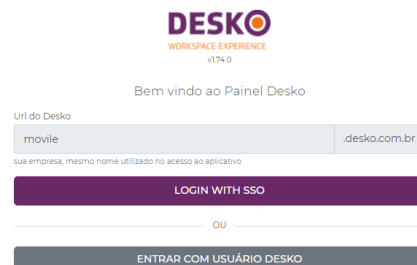 DESKO
WORKSPACE EXPERIENCE
v1.74.0
Bem vindo ao Painel Desko
Url do Desko
movile .desko.com.br
sua empresa, mesmo nome utilizado no acesso ao aplicativo
LOGIN WITH SSO
OU
ENTRAR COM USUÁRIO DESKO